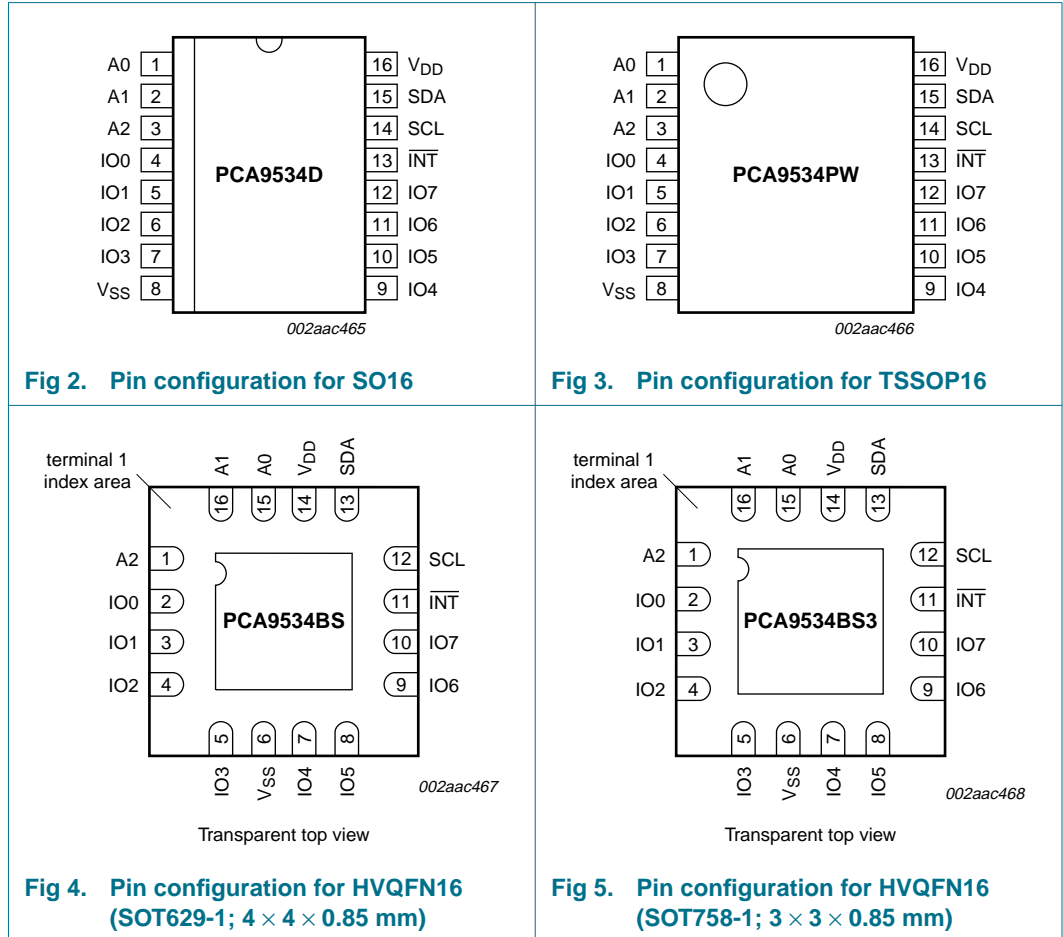 A0 1
A1 2
A2 3
IO0 4
IO1 5
IO2 6
IO3 7
VSS 8
PCA9534D
16 VDD
15 SDA
14 SCL
13 INT
12 IO7
11 IO6
10 IO5
9 IO4
002aac465
Fig 2. Pin configuration for SO16
A0 1
A1 2
A2 3
IO0 4
IO1 5
IO2 6
IO3 7
VSS 8
PCA9534PW
16 VDD
15 SDA
14 SCL
13 INT
12 IO7
11 IO6
10 IO5
9 IO4
002aac466
Fig 3. Pin configuration for TSSOP16
terminal 1
index area
A1 A0 VDD SDA
16 15 14 13
A2 1
IO0 2
IO1 3
IO2 4
PCA9534BS
12 SCL
11 INT
10 IO7
9 IO6
5 6 7 8
IO3 VSS IO4 IO5
002aac467
Transparent top view
Fig 4. Pin configuration for HVQFN16
(SOT629-1; 4 × 4 × 0.85 mm)
terminal 1
index area
A1 A0 VDD SDA
16 15 14 13
A2 1
IO0 2
IO1 3
IO2 4
PCA9534BS3
12 SCL
11 INT
10 IO7
9 IO6
5 6 7 8
IO3 VSS IO4 IO5
002aac468
Transparent top view
Fig 5. Pin configuration for HVQFN16
(SOT758-1; 3 × 3 × 0.85 mm)